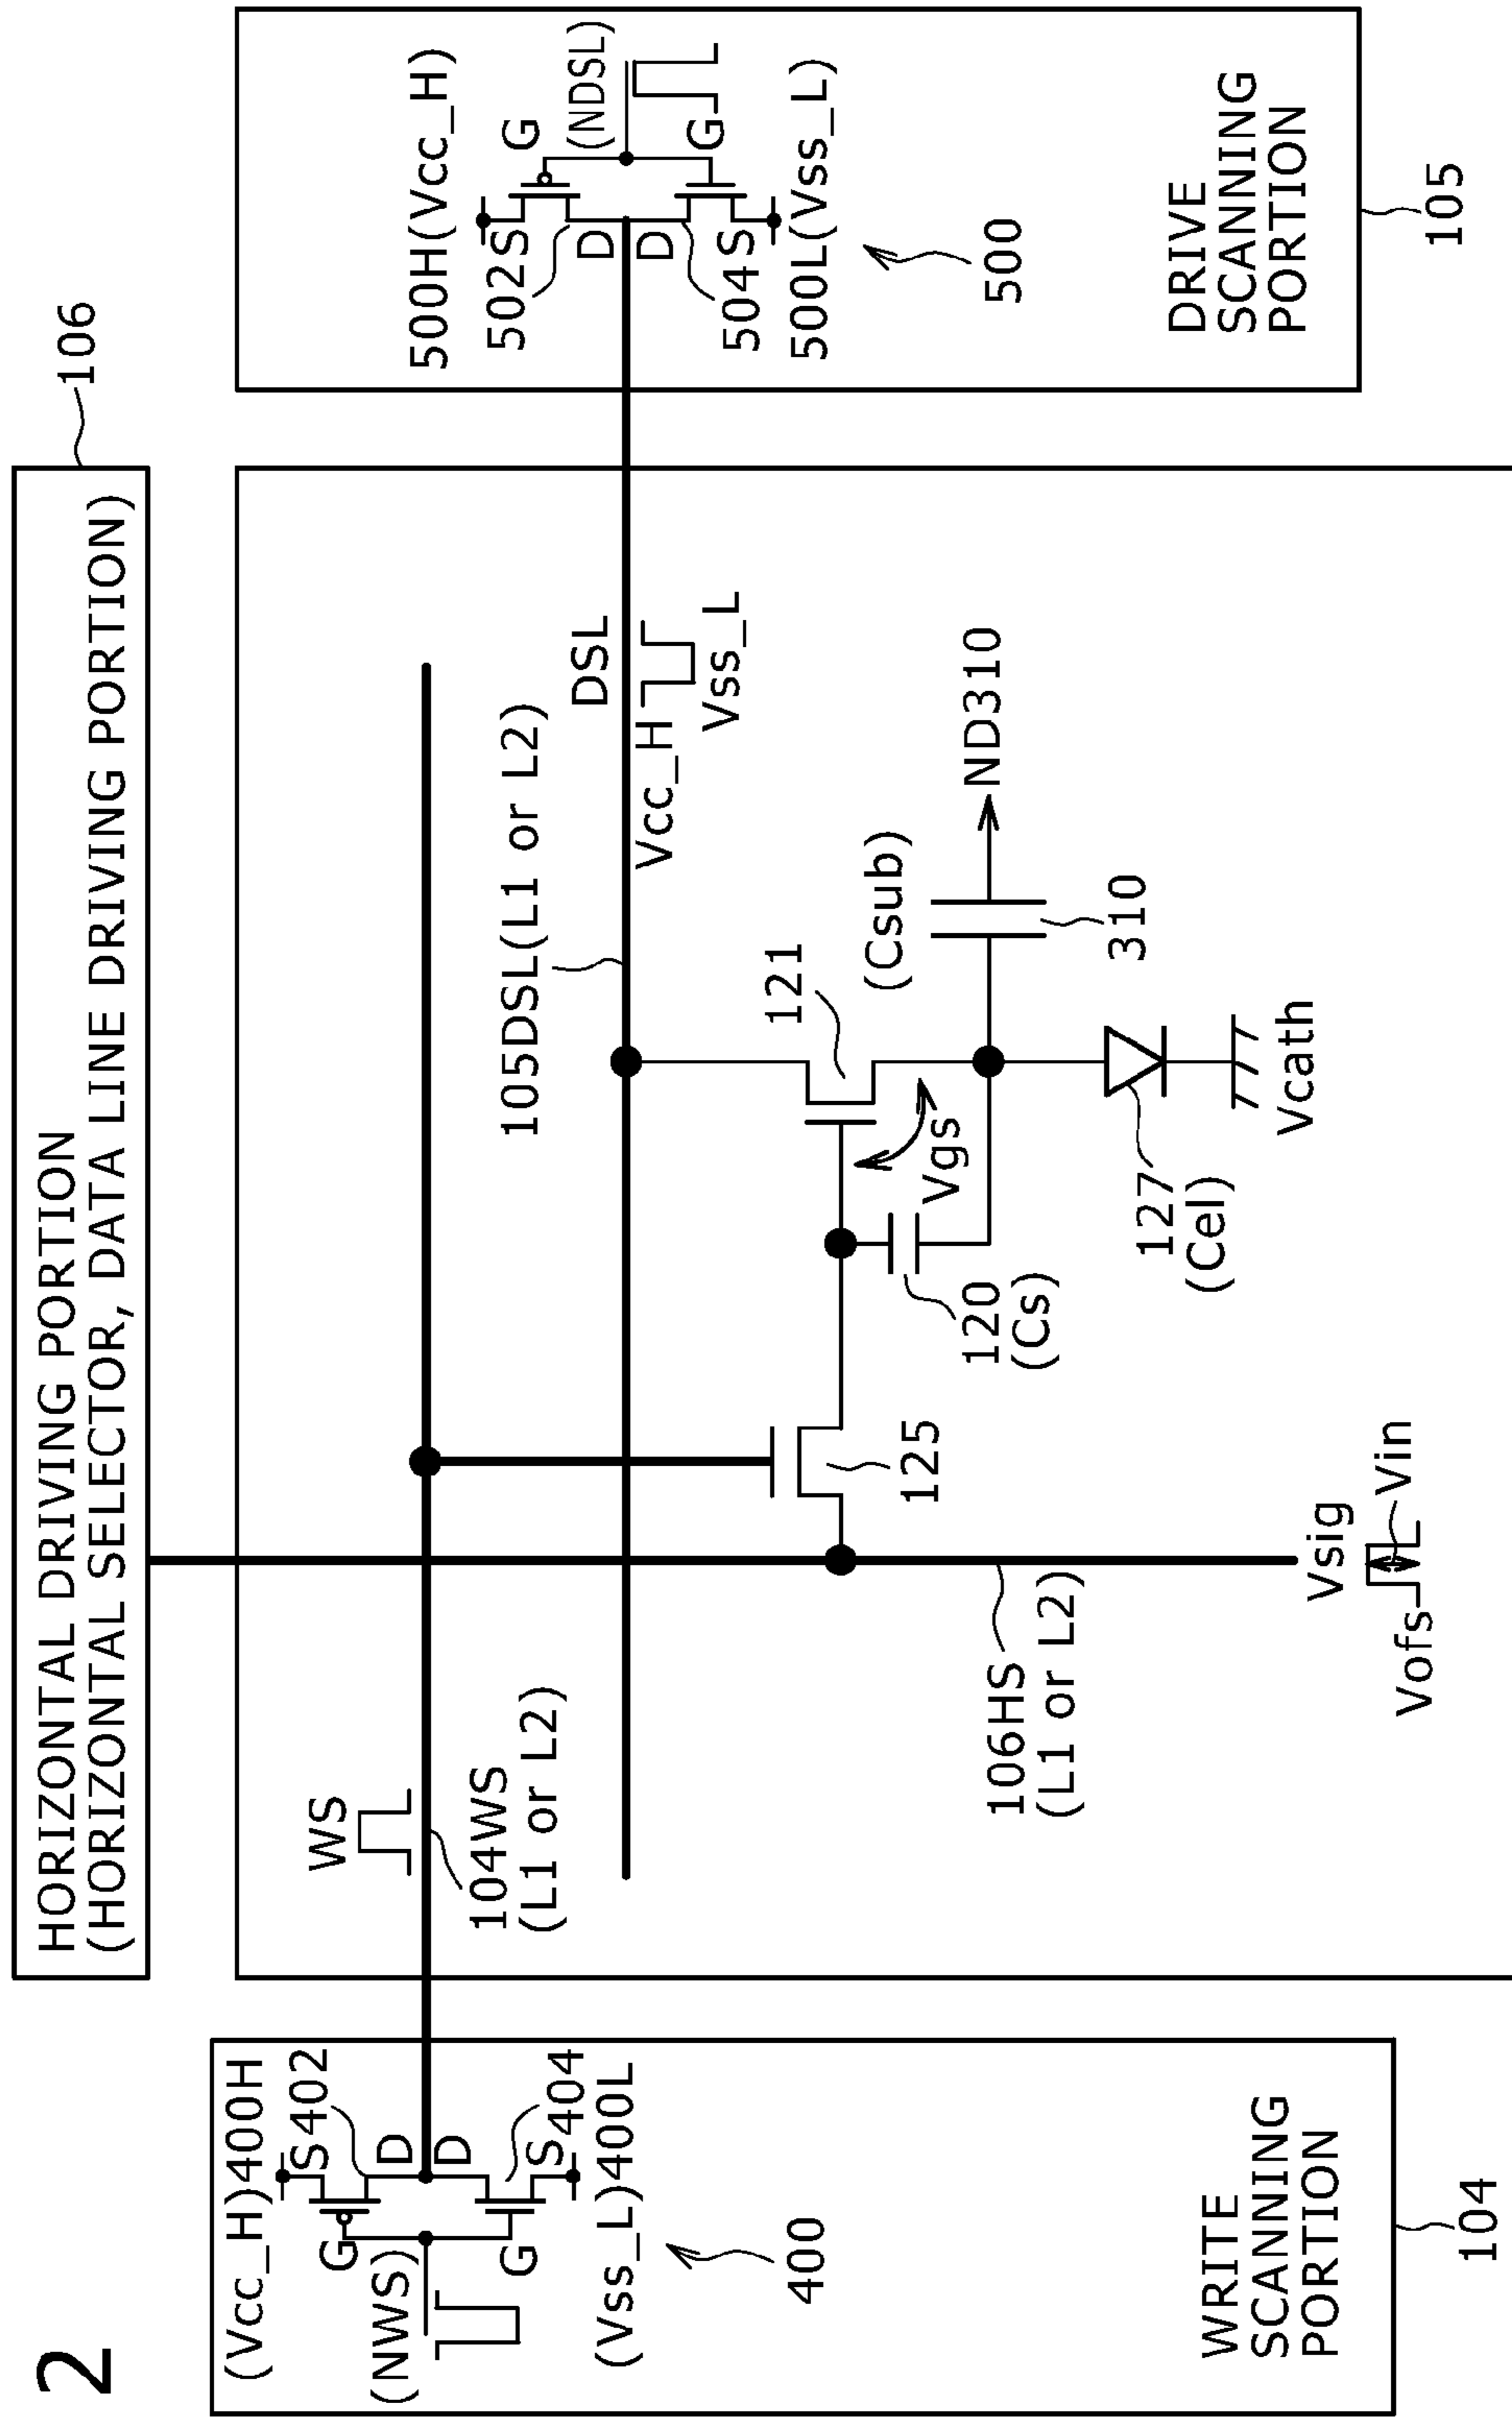 2
HORIZONTAL DRIVING PORTION
(HORIZONTAL SELECTOR, DATA LINE DRIVING PORTION)
106
(Vcc_H)400H
S402
G
D
(NWS)
D
G
S404
(Vss_L)400L
400
WRITE
SCANNING
PORTION
104
WS
104WS
(L1 or L2)
105DSL(L1 or L2)
DSL
Vcc_H
Vss_L
125
120
(Cs)
Vgs
121
(Csub)
ND310
310
127
(Cel)
Vcath
106HS
(L1 or L2)
Vsig
Vin
Vofs
500H(Vcc_H)
502S
G
D
(NDSL)
D
G
504S
500L(Vss_L)
500
DRIVE
SCANNING
PORTION
105